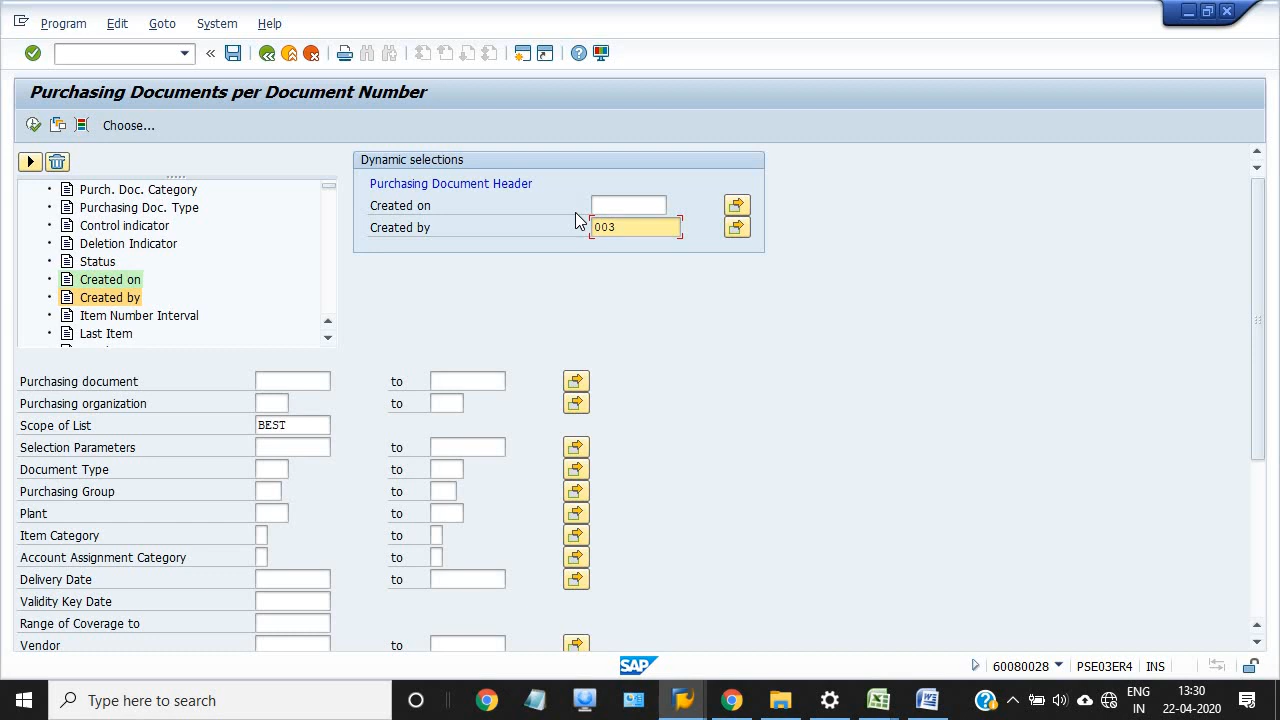 Program Edit Goto System Help
Purchasing Documents per Document Number
Choose...
Purch. Doc. Category
Purchasing Doc. Type
Control indicator
Deletion Indicator
Status
Created on
Created by
Item Number Interval
Last Item
Dynamic selections
Purchasing Document Header
Created on
Created by 003
Purchasing document to
Purchasing organization to
Scope of List BEST
Selection Parameters to
Document Type to
Purchasing Group to
Plant to
Item Category to
Account Assignment Category to
Delivery Date to
Validity Key Date
Range of Coverage to
Vendor to
SAP 60080028 PSE03ER4 INS
Type here to search
ENG
IN
13:30
22-04-2020